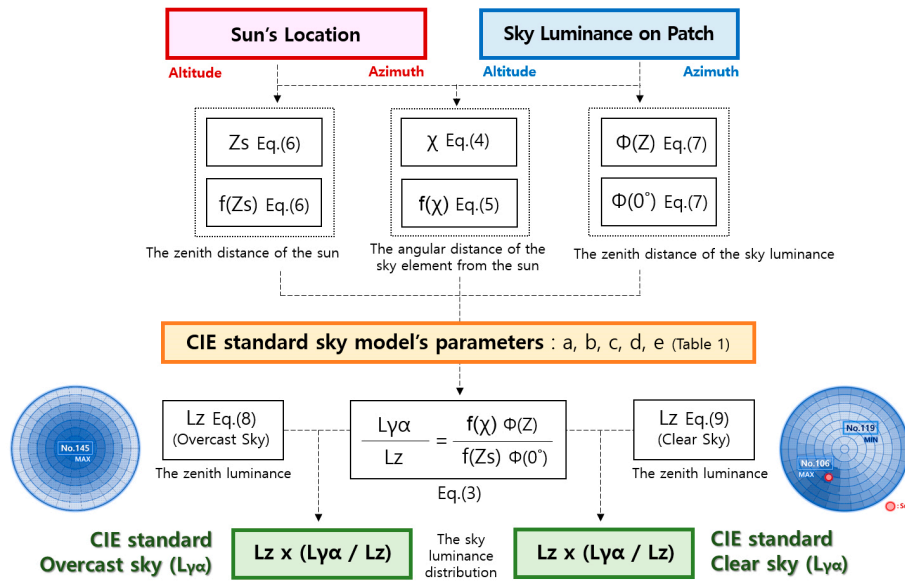 Sun's Location
Sky Luminance on Patch
Altitude
Azimuth
Altitude
Azimuth
Zs Eq.(6)
χ Eq.(4)
Φ(Z) Eq.(7)
f(Zs) Eq.(6)
f(χ) Eq.(5)
Φ(0°) Eq.(7)
The zenith distance of the sun
The angular distance of the
sky element from the sun
The zenith distance of the sky luminance
CIE standard sky model's parameters : a, b, c, d, e (Table 1)
No.145
MAX
Lz Eq.(8)
(Overcast Sky)
The zenith luminance
Lγα
Lz
=
f(χ) Φ(Z)
f(Zs) Φ(0°)
Eq.(3)
Lz Eq.(9)
(Clear Sky)
The zenith luminance
No.119
MIN
No.106
MAX
CIE standard
Overcast sky (Lγα)
Lz x (Lγα / Lz)
The sky
luminance
distribution
Lz x (Lγα / Lz)
CIE standard
Clear sky (Lγα)